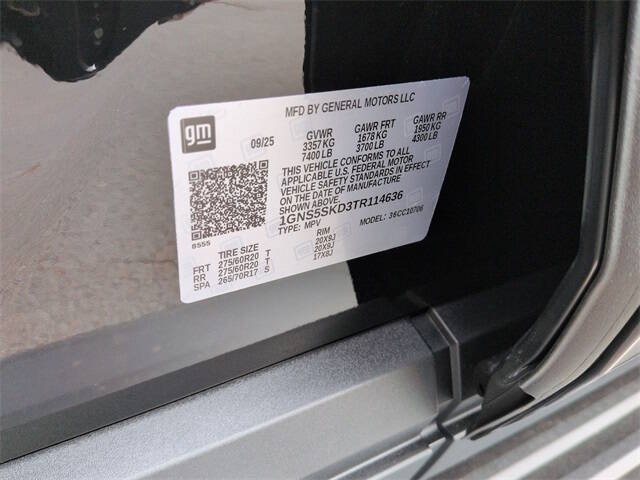 MFD BY GENERAL MOTORS LLC
gm
09/25 GVWR GAWR FRT GAWR RR
3357 KG 1678 KG 1950 KG
7400 LB 3700 LB 4300 LB
THIS VEHICLE CONFORMS TO ALL
APPLICABLE U.S. FEDERAL MOTOR
VEHICLE SAFETY STANDARDS IN EFFECT
ON THE DATE OF MANUFACTURE
SHOWN ABOVE.
1GNS5SKD3TR114636
TYPE: MPV MODEL: 36CC10706
8555
TIRE SIZE RIM
FRT 275/60R20 T 20X9J
RR 275/60R20 T 20X9J
SPA 265/70R17 S 17X8J